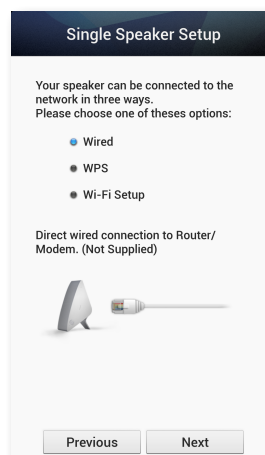 Single Speaker Setup
Your speaker can be connected to the
network in three ways.
Please choose one of theses options:
Wired
WPS
Wi-Fi Setup
Direct wired connection to Router/
Modem. (Not Supplied)
Previous
Next